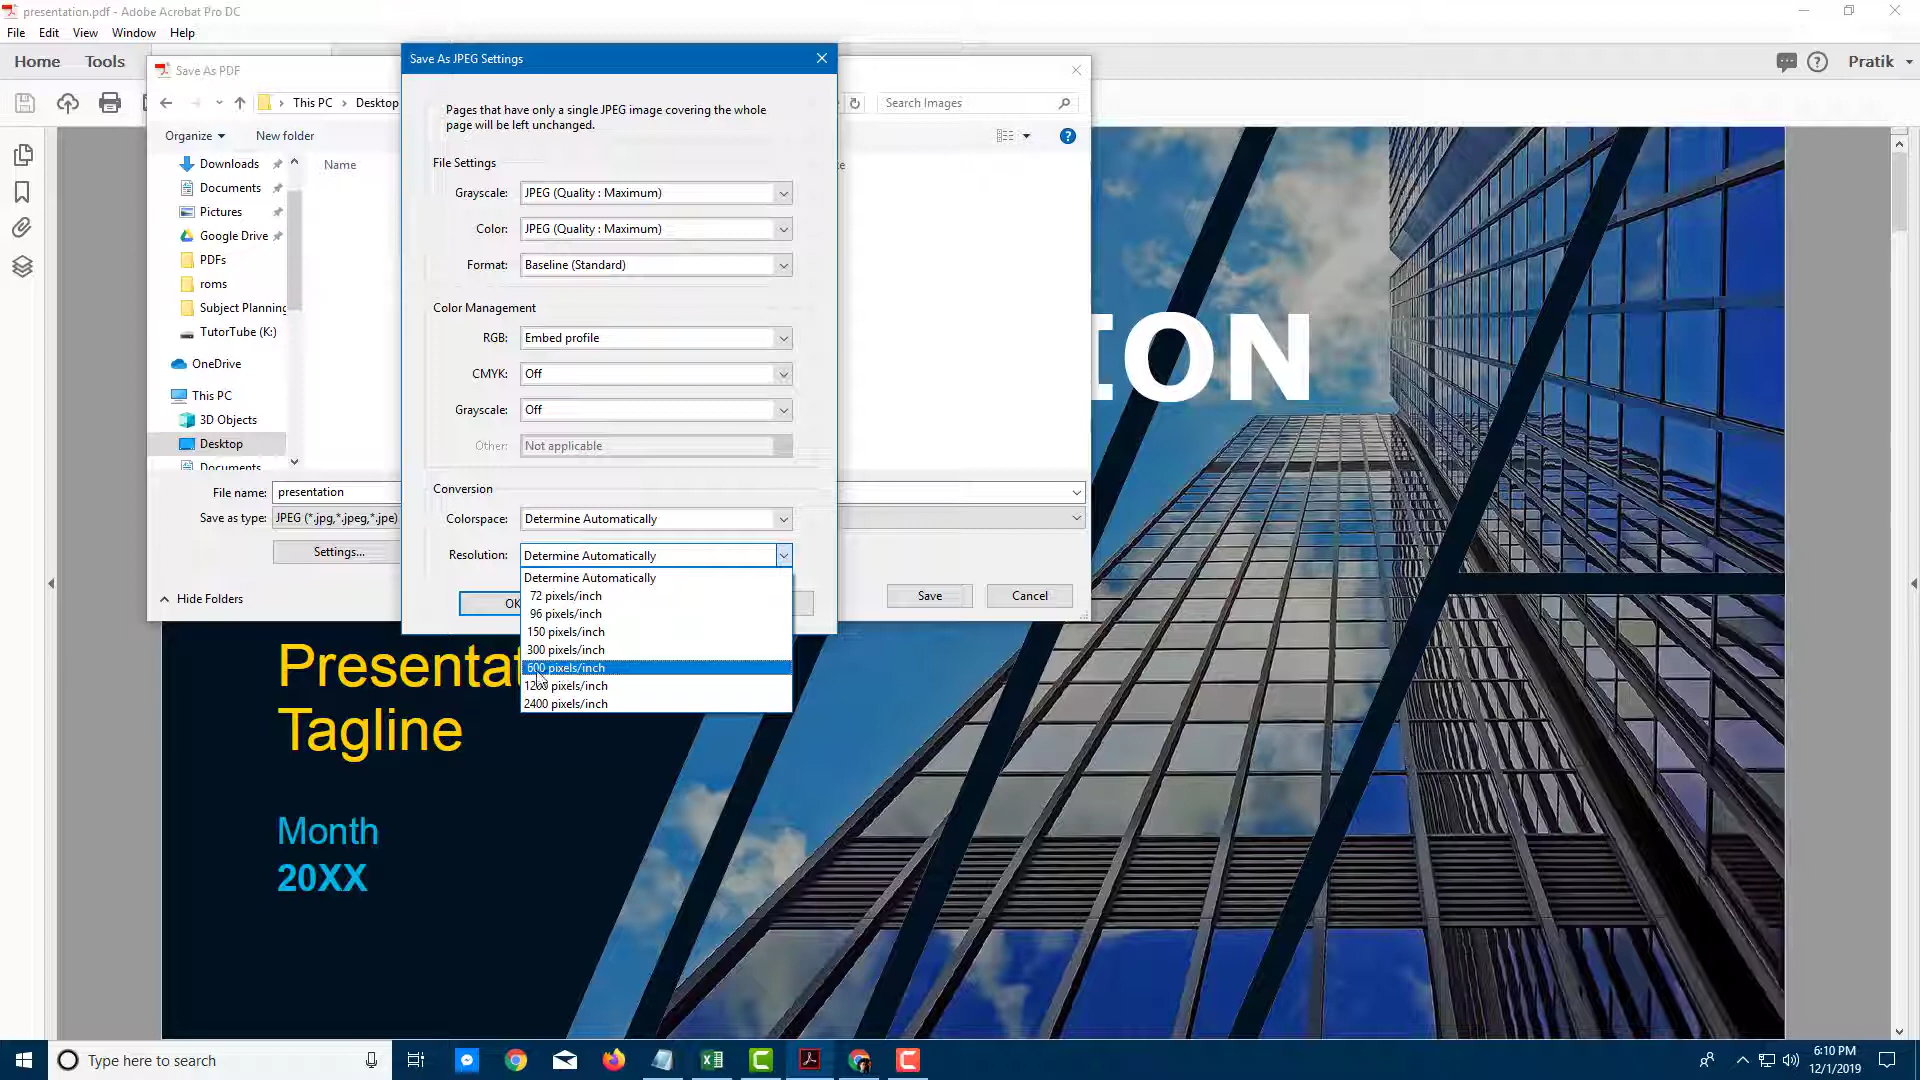 presentation.pdf - Adobe Acrobat Pro DC
File Edit View Window Help
Home Tools
Pratik
Save As PDF
This PC Desktop
Search Images
Organize New folder
Name
Downloads
Documents
Pictures
Google Drive
PDFs
roms
Subject Planning
TutorTube (K:)
OneDrive
This PC
3D Objects
Desktop
Documents
File name: presentation
Save as type: JPEG (*.jpg,*.jpeg,*.jpe)
Settings...
Hide Folders
Save Cancel
Save As JPEG Settings
Pages that have only a single JPEG image covering the whole
page will be left unchanged.
File Settings
Grayscale: JPEG (Quality : Maximum)
Color: JPEG (Quality : Maximum)
Format: Baseline (Standard)
Color Management
RGB: Embed profile
CMYK: Off
Grayscale: Off
Other: Not applicable
Conversion
Colorspace: Determine Automatically
Resolution: Determine Automatically
Determine Automatically
72 pixels/inch
96 pixels/inch
150 pixels/inch
300 pixels/inch
600 pixels/inch
1200 pixels/inch
2400 pixels/inch
OK
ION
Presentat
Tagline
Month
20XX
Type here to search
6:10 PM
12/1/2019